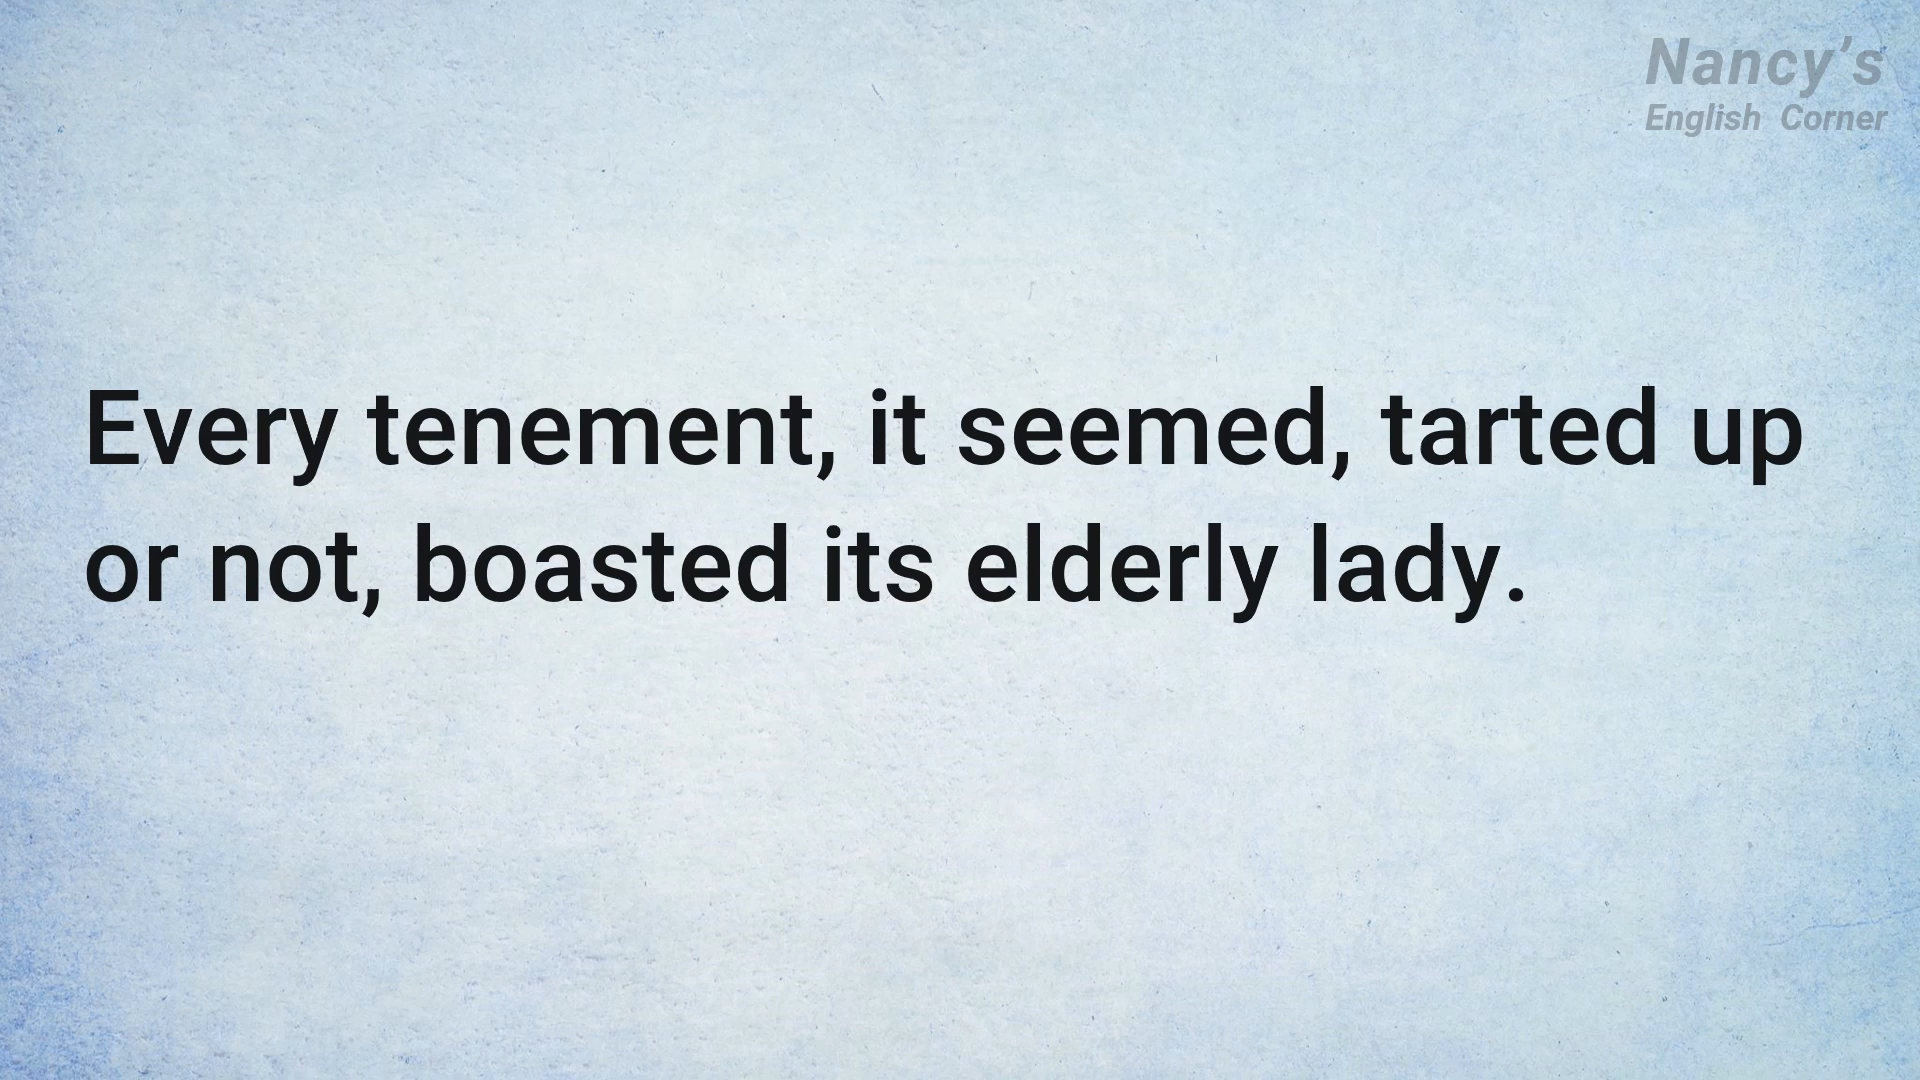 Nancy’s
English Corner
Every tenement, it seemed, tarted up
or not, boasted its elderly lady.